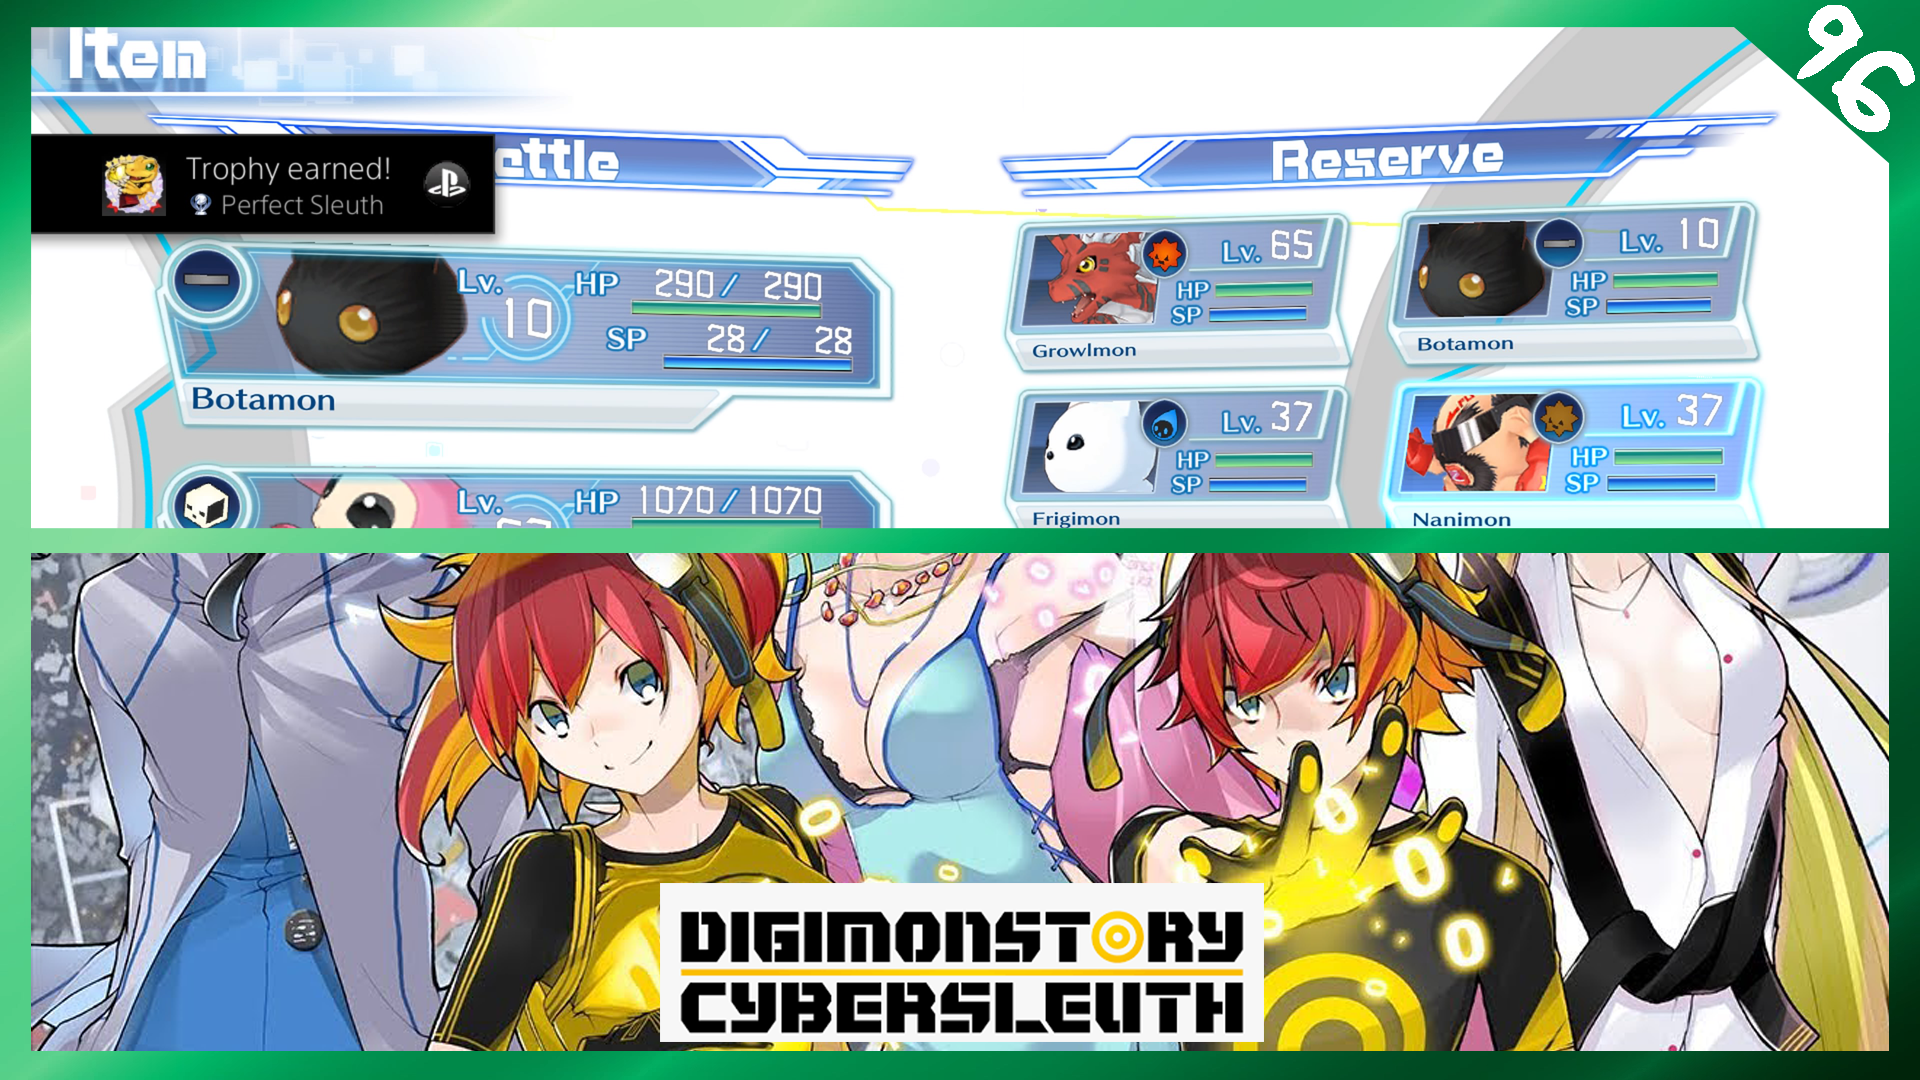 Item
96
Trophy earned!
Perfect Sleuth
attle
Reserve
Lv. 10
HP 290/ 290
SP 28/ 28
Botamon
Lv. 65
HP
SP
Growlmon
Lv. 10
HP
SP
Botamon
Lv.
HP 1070/1070
Lv. 37
HP
SP
Frigimon
Lv. 37
HP
SP
Nanimon
DIGIMONSTORY
CYBERSLEUTH